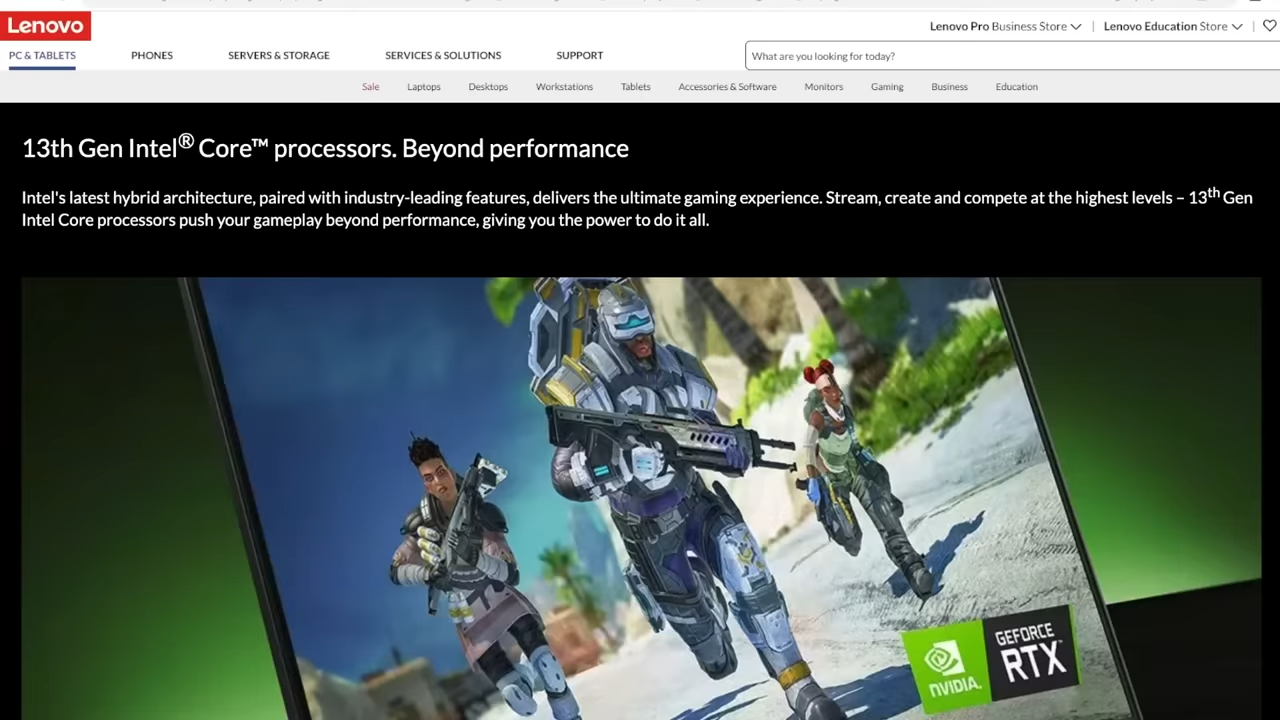 Lenovo
Lenovo Pro Business Store | Lenovo Education Store |
PC & TABLETS PHONES SERVERS & STORAGE SERVICES & SOLUTIONS SUPPORT
What are you looking for today?
Sale Laptops Desktops Workstations Tablets Accessories & Software Monitors Gaming Business Education
13th Gen Intel® Core™ processors. Beyond performance
Intel's latest hybrid architecture, paired with industry-leading features, delivers the ultimate gaming experience. Stream, create and compete at the highest levels – 13th Gen
Intel Core processors push your gameplay beyond performance, giving you the power to do it all.
GEFORCE
RTX™
NVIDIA.